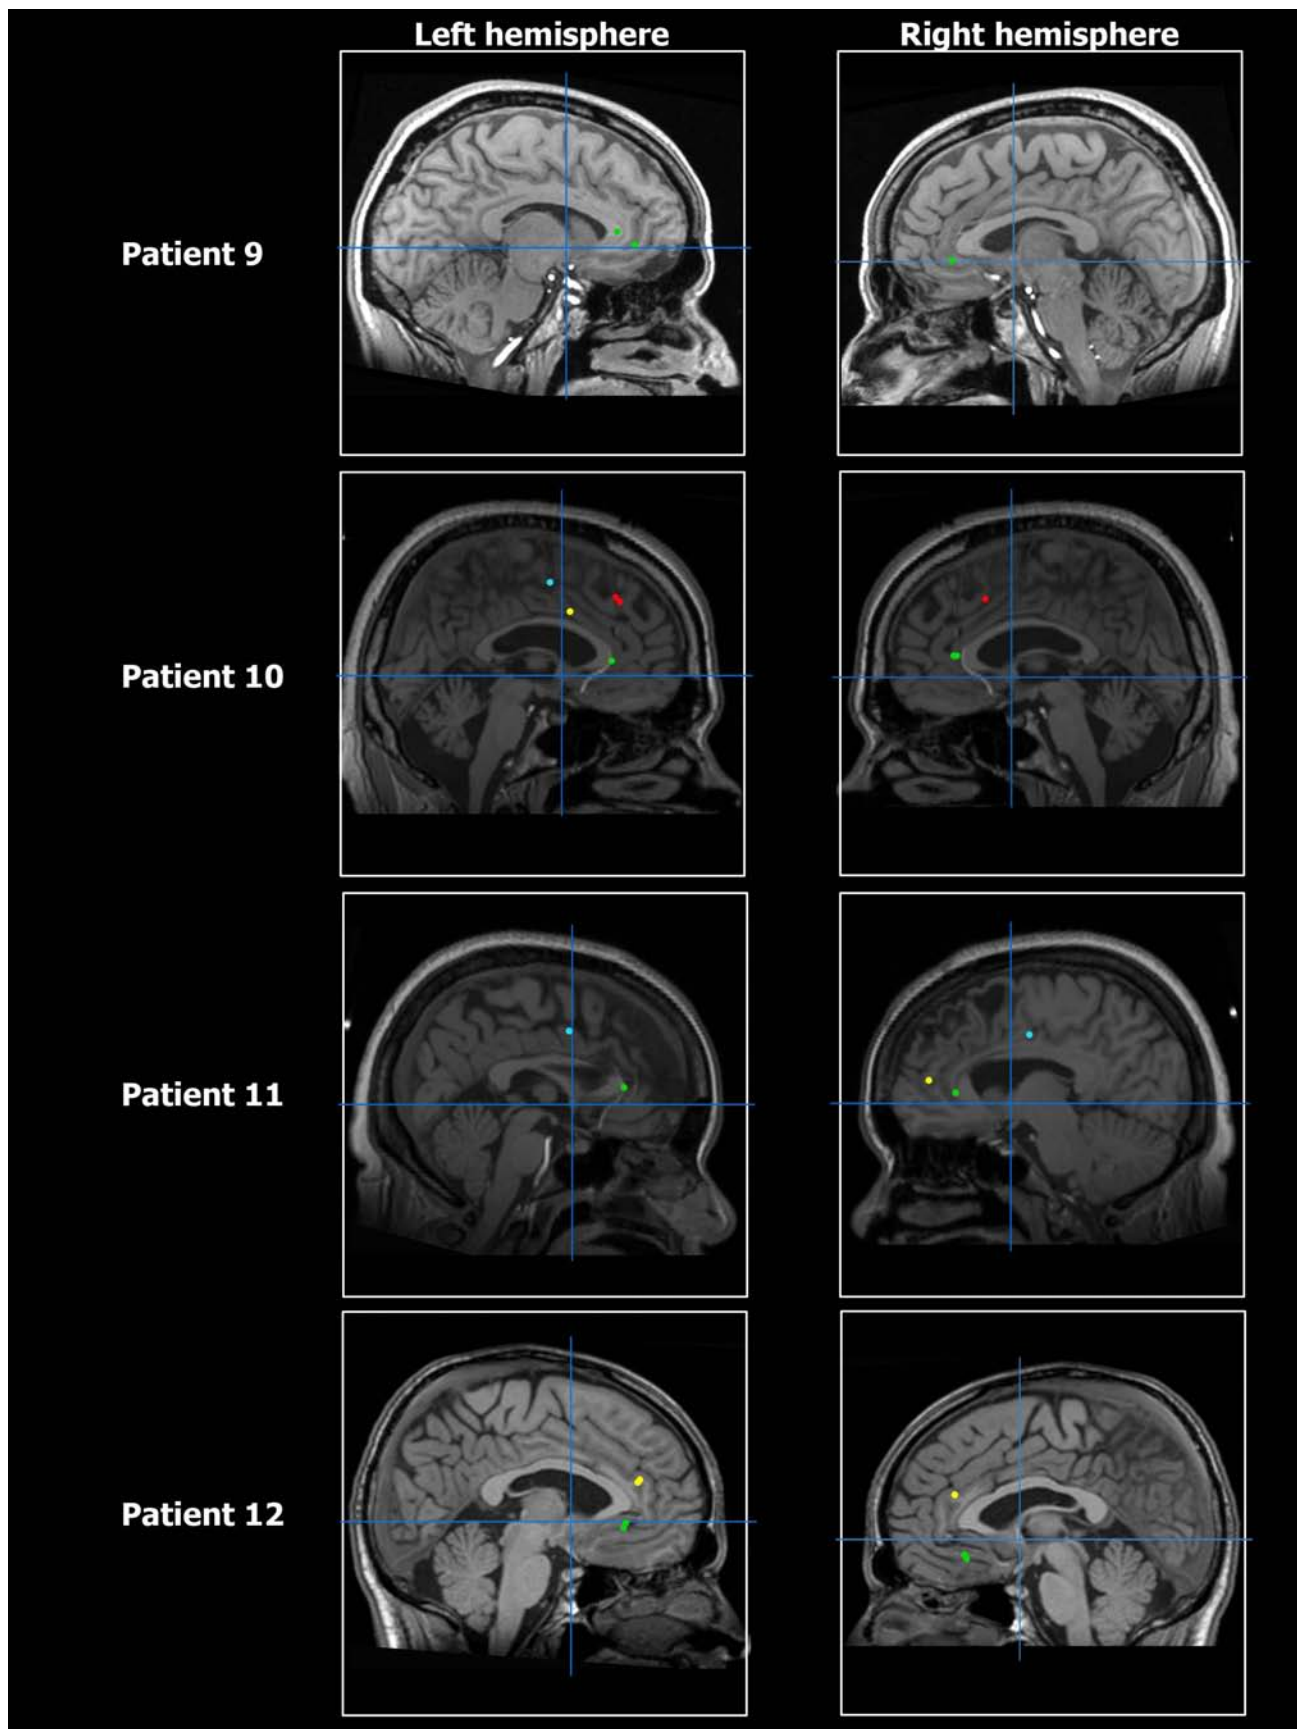 Left hemisphere Right hemisphere
Patient 9
Patient 10
Patient 11
Patient 12